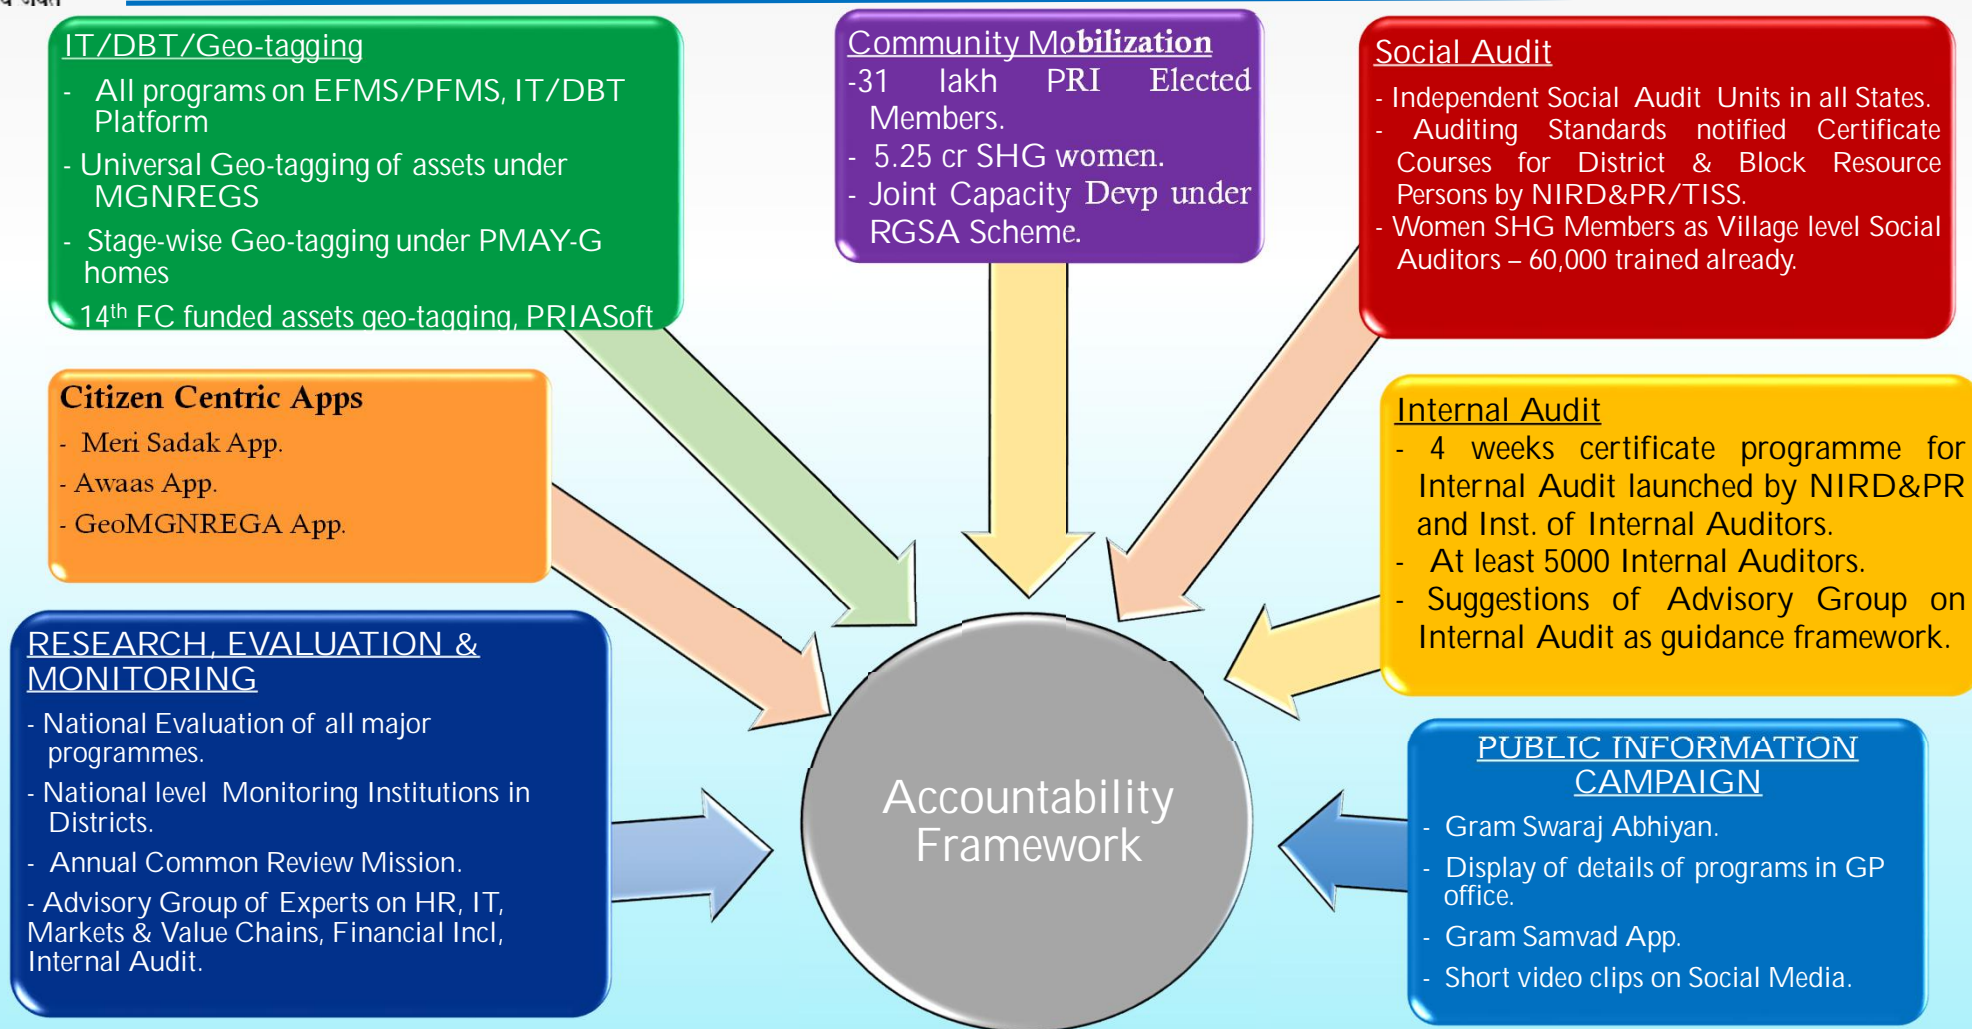 IT/DBT/Geo-tagging
- All programs on EFMS/PFMS, IT/DBT
Platform
- Universal Geo-tagging of assets under
MGNREGS
- Stage-wise Geo-tagging under PMAY-G
homes
14th FC funded assets geo-tagging, PRIASoft
Community Mobilization
-31 lakh PRI Elected
Members.
- 5.25 cr SHG women.
- Joint Capacity Devp under
RGSA Scheme.
Social Audit
- Independent Social Audit Units in all States.
- Auditing Standards notified Certificate
Courses for District & Block Resource
Persons by NIRD&PR/TISS.
- Women SHG Members as Village level Social
Auditors – 60,000 trained already.
Citizen Centric Apps
- Meri Sadak App.
- Awaas App.
- GeoMGNREGA App.
Internal Audit
- 4 weeks certificate programme for
Internal Audit launched by NIRD&PR
and Inst. of Internal Auditors.
- At least 5000 Internal Auditors.
- Suggestions of Advisory Group on
Internal Audit as guidance framework.
RESEARCH, EVALUATION &
MONITORING
- National Evaluation of all major
programmes.
- National level Monitoring Institutions in
Districts.
- Annual Common Review Mission.
- Advisory Group of Experts on HR, IT,
Markets & Value Chains, Financial Incl,
Internal Audit.
Accountability
Framework
PUBLIC INFORMATION
CAMPAIGN
- Gram Swaraj Abhiyan.
- Display of details of programs in GP
office.
- Gram Samvad App.
- Short video clips on Social Media.